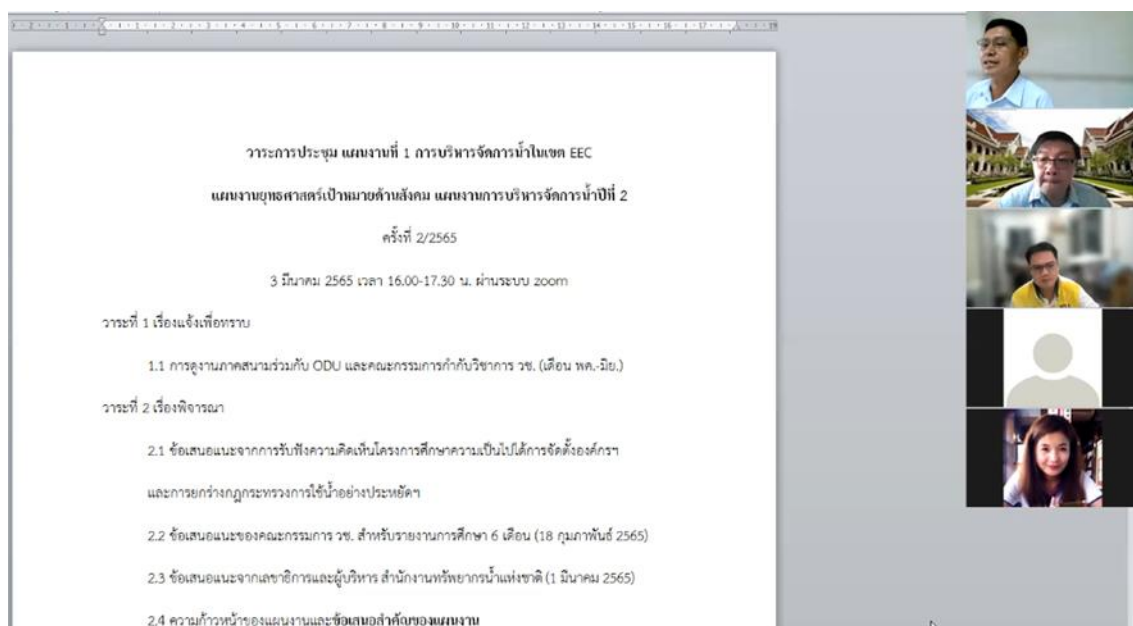 วาระการประชุม แผนงานที่ 1 การบริหารจัดการน้ำในเขต EEC
แผนงานยุทธศาสตร์เป้าหมายด้านสังคม แผนงานการบริหารจัดการน้ำปีที่ 2
ครั้งที่ 2/2565
3 มีนาคม 2565 เวลา 16.00-17.30 น. ผ่านระบบ zoom
วาระที่ 1 เรื่องแจ้งเพื่อทราบ
1.1 การดูงานภาคสนามร่วมกับ ODU และคณะกรรมการกำกับวิชาการ วช. (เดือน พค.-มิย.)
วาระที่ 2 เรื่องพิจารณา
2.1 ข้อเสนอแนะจากการรับฟังความคิดเห็นโครงการศึกษาความเป็นไปได้การจัดตั้งองค์กรฯ
และการยกร่างกฎกระทรวงการใช้น้ำอย่างประหยัดฯ
2.2 ข้อเสนอแนะของคณะกรรมการ วช. สำหรับรายงานการศึกษา 6 เดือน (18 กุมภาพันธ์ 2565)
2.3 ข้อเสนอแนะจากเลขาธิการและผู้บริหาร สำนักงานทรัพยากรน้ำแห่งชาติ (1 มีนาคม 2565)
2.4 ความก้าวหน้าของแผนงานและข้อเสนอสำคัญของแผนงาน